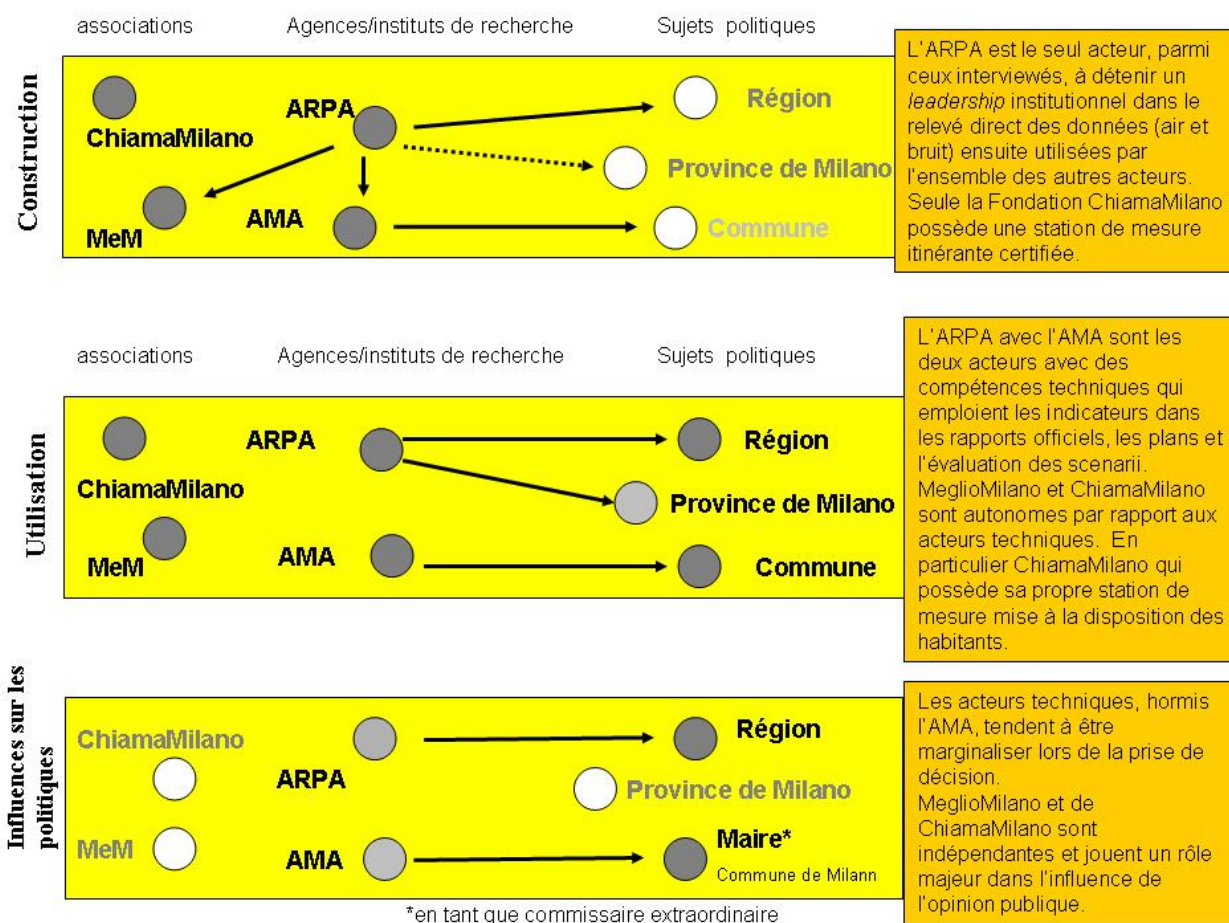 associations Agences/instituts de recherche Sujets politiques
Construction
ChiamaMilano
MeM
ARPA
AMA
Région
Province de Milano
Commune
L'ARPA est le seul acteur, parmi
ceux interviewés, à détenir un
leadership institutionnel dans le
relevé direct des données (air et
bruit) ensuite utilisées par
l'ensemble des autres acteurs.
Seule la Fondation ChiamaMilano
possède une station de mesure
itinérante certifiée.
associations Agences/instituts de recherche Sujets politiques
Utilisation
ChiamaMilano
MeM
ARPA
AMA
Région
Province de Milano
Commune
L'ARPA avec l'AMA sont les
deux acteurs avec des
compétences techniques qui
emploient les indicateurs dans
les rapports officiels, les plans et
l'évaluation des scenarii.
MeglioMilano et ChiamaMilano
sont autonomes par rapport aux
acteurs techniques. En
particulier ChiamaMilano qui
possède sa propre station de
mesure mise à la disposition des
habitants.
Influences sur les
politiques
ChiamaMilano
MeM
ARPA
AMA
Région
Province de Milano
Maire*
Commune de Milann
Les acteurs techniques, hormis
l'AMA, tendent à être
marginaliser lors de la prise de
décision.
MeglioMilano et de
ChiamaMilano sont
indépendantes et jouent un rôle
majeur dans l'influence de
l'opinion publique.
*en tant que commissaire extraordinaire